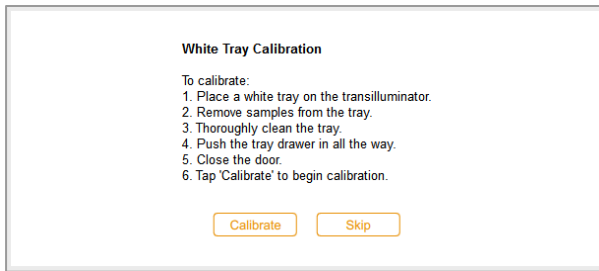 White Tray Calibration
To calibrate:
1. Place a white tray on the transilluminator.
2. Remove samples from the tray.
3. Thoroughly clean the tray.
4. Push the tray drawer in all the way.
5. Close the door.
6. Tap 'Calibrate' to begin calibration.
Calibrate Skip